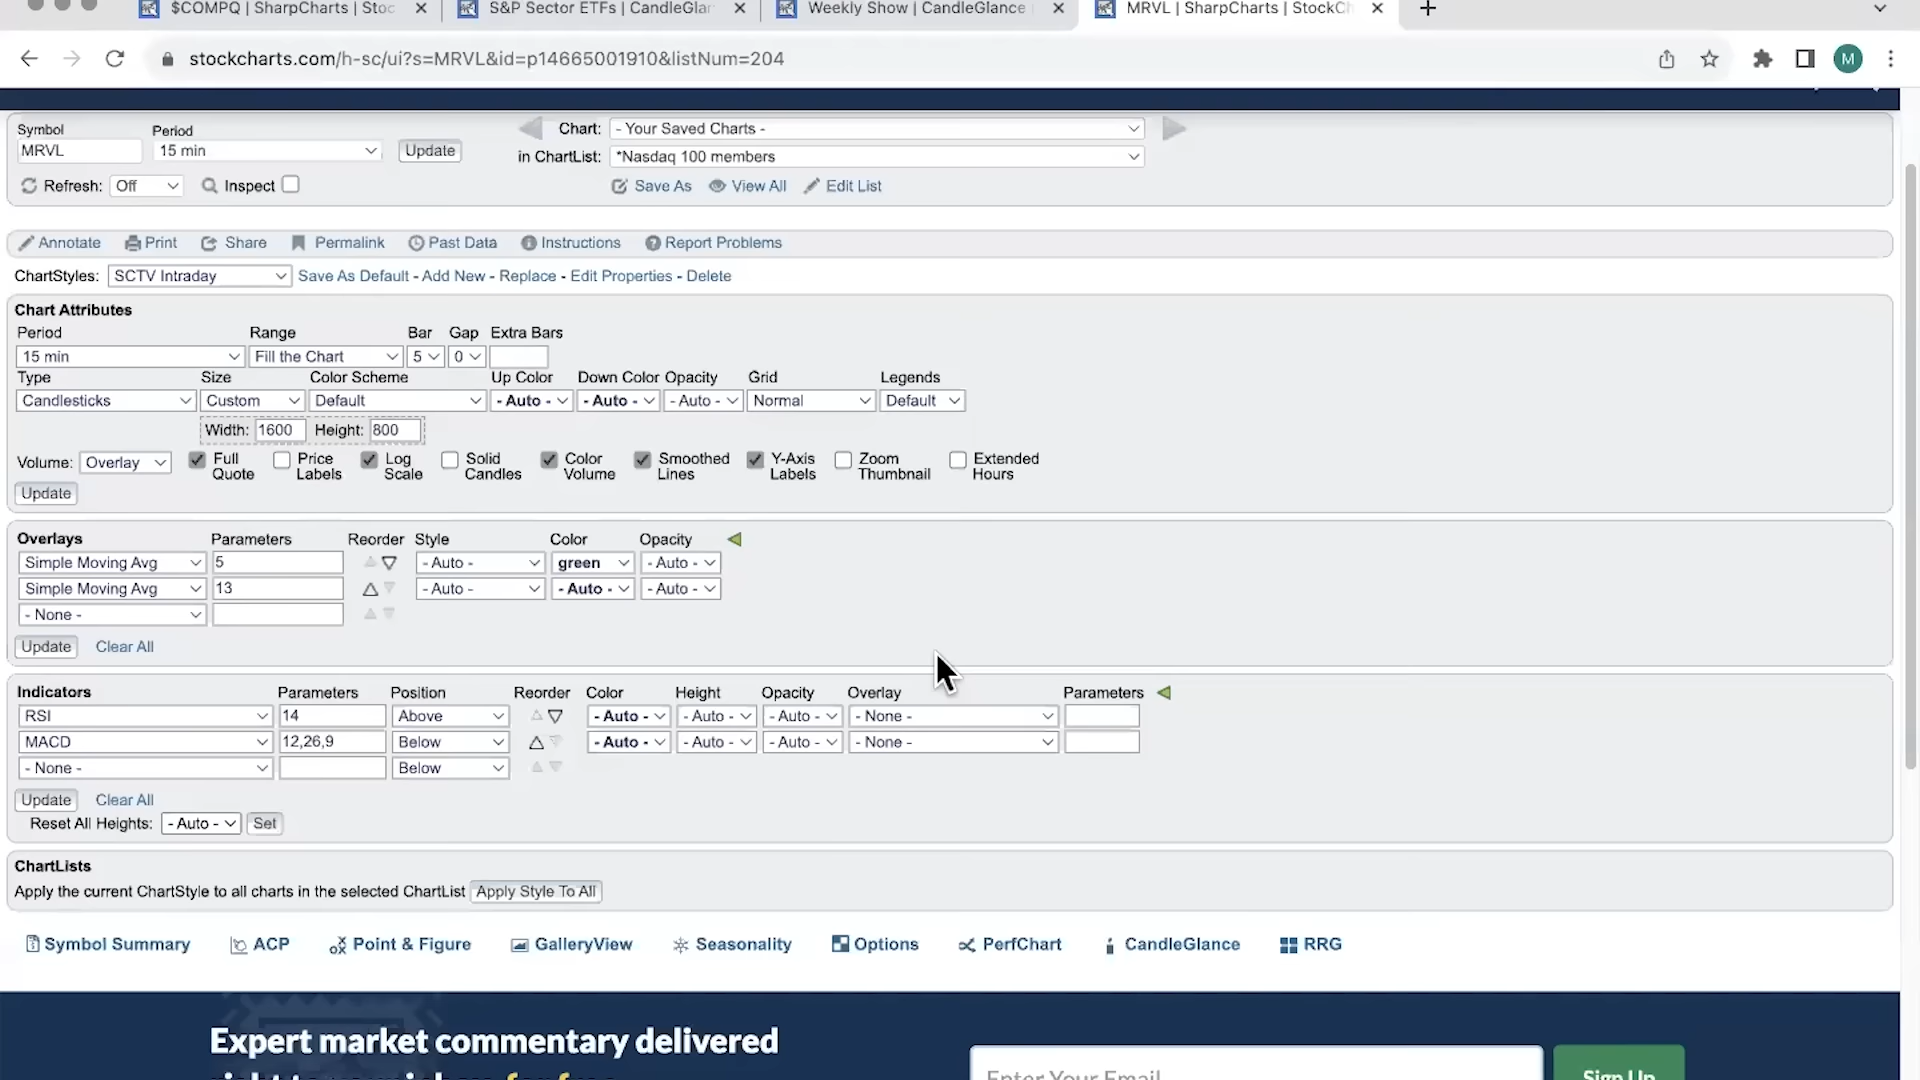 $COMPQ | SharpCharts | Stoc
S&P Sector ETFs | CandleGlan
Weekly Show | CandleGlance
MRVL | SharpCharts | StockCh
stockcharts.com/h-sc/ui?s=MRVL&id=p14665001910&listNum=204
M
Symbol Period
MRVL 15 min Update
Chart: - Your Saved Charts -
in ChartList: *Nasdaq 100 members
Refresh: Off Inspect
Save As View All Edit List
Annotate Print Share Permalink Past Data Instructions Report Problems
ChartStyles: SCTV Intraday Save As Default - Add New - Replace - Edit Properties - Delete
Chart Attributes
Period Range Bar Gap Extra Bars
15 min Fill the Chart 5 0
Type Size Color Scheme Up Color Down Color Opacity Grid Legends
Candlesticks Custom Default - Auto - - Auto - - Auto - Normal Default
Width: 1600 Height: 800
Volume: Overlay Full Quote Price Labels Log Scale Solid Candles Color Volume Smoothed Lines Y-Axis Labels Zoom Thumbnail Extended Hours
Update
Overlays Parameters Reorder Style Color Opacity
Simple Moving Avg 5 - Auto - green - Auto -
Simple Moving Avg 13 - Auto - - Auto - - Auto -
- None -
Update Clear All
Indicators Parameters Position Reorder Color Height Opacity Overlay Parameters
RSI 14 Above - Auto - - Auto - - Auto - - None -
MACD 12,26,9 Below - Auto - - Auto - - Auto - - None -
- None - Below
Update Clear All
Reset All Heights: - Auto - Set
ChartLists
Apply the current ChartStyle to all charts in the selected ChartList Apply Style To All
Symbol Summary ACP Point & Figure GalleryView Seasonality Options PerfChart CandleGlance RRG
Expert market commentary delivered
Enter Your Email
Sign Up